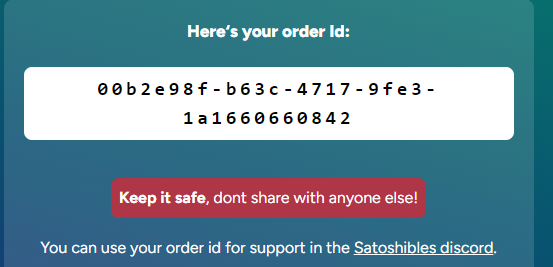 Here's your order Id:
00b2e98f-b63c-4717-9fe3-
1a1660660842
Keep it safe, dont share with anyone else!
You can use your order id for support in the Satoshibles discord.